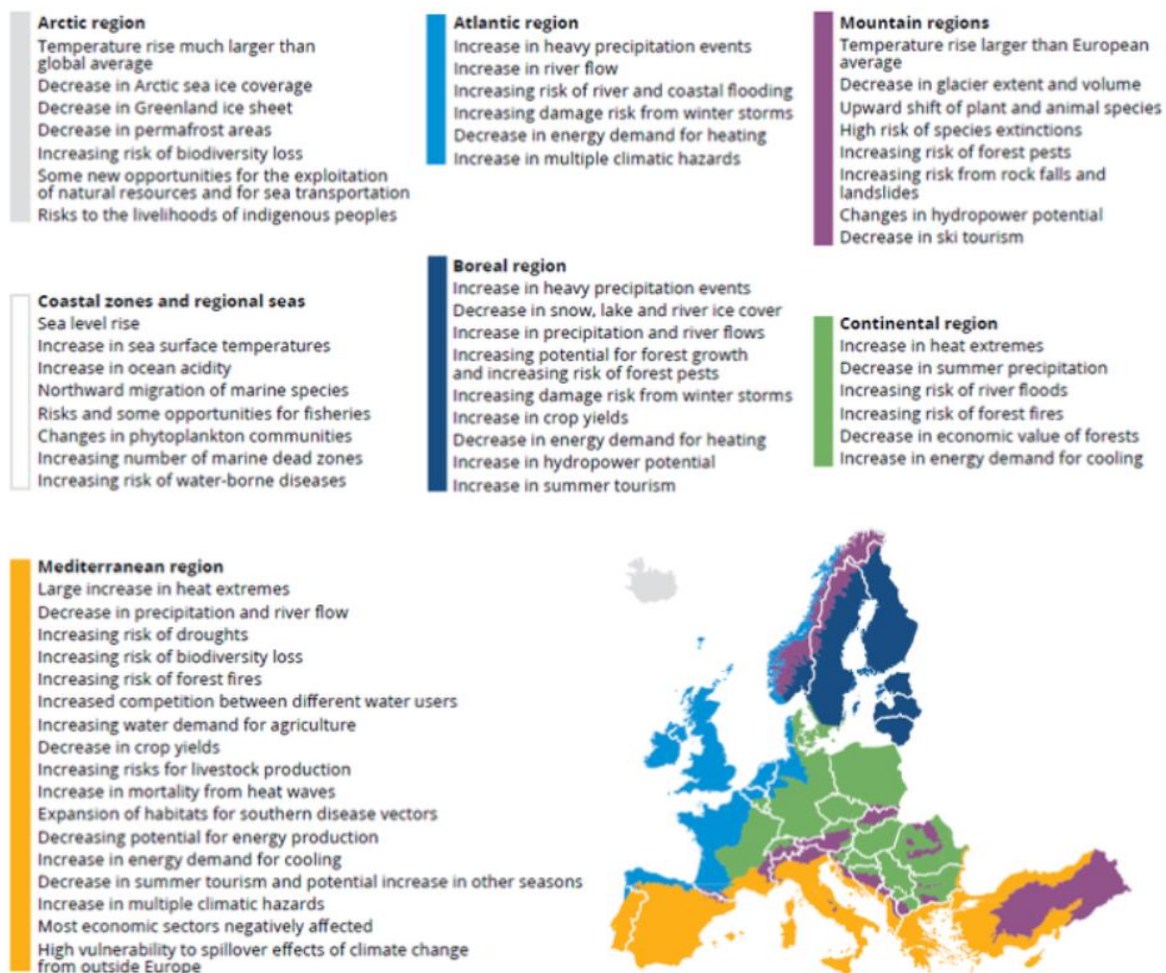 Arctic region
Temperature rise much larger than
global average
Decrease in Arctic sea ice coverage
Decrease in Greenland ice sheet
Decrease in permafrost areas
Increasing risk of biodiversity loss
Some new opportunities for the exploitation
of natural resources and for sea transportation
Risks to the livelihoods of indigenous peoples
Atlantic region
Increase in heavy precipitation events
Increase in river flow
Increasing risk of river and coastal flooding
Increasing damage risk from winter storms
Decrease in energy demand for heating
Increase in multiple climatic hazards
Mountain regions
Temperature rise larger than European
average
Decrease in glacier extent and volume
Upward shift of plant and animal species
High risk of species extinctions
Increasing risk of forest pests
Increasing risk from rock falls and
landslides
Changes in hydropower potential
Decrease in ski tourism
Coastal zones and regional seas
Sea level rise
Increase in sea surface temperatures
Increase in ocean acidity
Northward migration of marine species
Risks and some opportunities for fisheries
Changes in phytoplankton communities
Increasing number of marine dead zones
Increasing risk of water-borne diseases
Boreal region
Increase in heavy precipitation events
Decrease in snow, lake and river ice cover
Increase in precipitation and river flows
Increasing potential for forest growth
and increasing risk of forest pests
Increasing damage risk from winter storms
Increase in crop yields
Decrease in energy demand for heating
Increase in hydropower potential
Increase in summer tourism
Continental region
Increase in heat extremes
Decrease in summer precipitation
Increasing risk of river floods
Increasing risk of forest fires
Decrease in economic value of forests
Increase in energy demand for cooling
Mediterranean region
Large increase in heat extremes
Decrease in precipitation and river flow
Increasing risk of droughts
Increasing risk of biodiversity loss
Increasing risk of forest fires
Increased competition between different water users
Increasing water demand for agriculture
Decrease in crop yields
Increasing risks for livestock production
Increase in mortality from heat waves
Expansion of habitats for southern disease vectors
Decreasing potential for energy production
Increase in energy demand for cooling
Decrease in summer tourism and potential increase in other seasons
Increase in multiple climatic hazards
Most economic sectors negatively affected
High vulnerability to spillover effects of climate change
from outside Europe